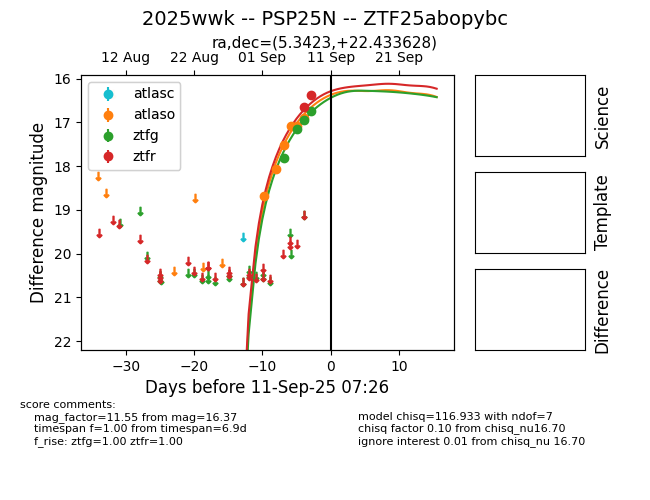 2025wwk -- PSP25N -- ZTF25abopybc
ra,dec=(5.3423,+22.433628)
12 Aug 22 Aug 01 Sep 11 Sep 21 Sep
16
17
18
19
20
21
22
Difference magnitude
atlasc
atlaso
ztfg
ztfr
−30 −20 −10 0 10
Days before 11-Sep-25 07:26
Science
Template
Difference
score comments:
mag_factor=11.55 from mag=16.37
timespan f=1.00 from timespan=6.9d
f_rise: ztfg=1.00 ztfr=1.00
model chisq=116.933 with ndof=7
chisq factor 0.10 from chisq_nu16.70
ignore interest 0.01 from chisq_nu 16.70